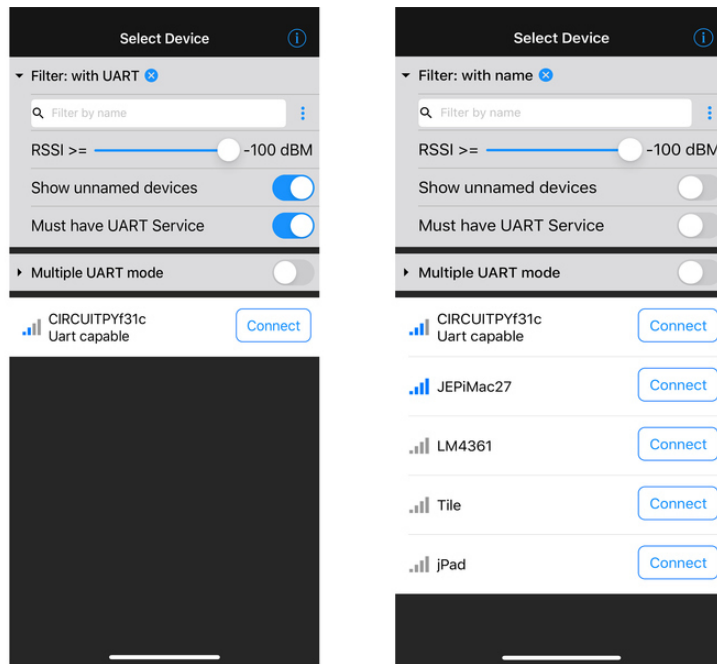 Select Device
Filter: with UART
Filter by name
RSSI >= -100 dBM
Show unnamed devices
Must have UART Service
Multiple UART mode
CIRCUITPYf31c
Uart capable
Connect
Select Device
Filter: with name
Filter by name
RSSI >= -100 dBM
Show unnamed devices
Must have UART Service
Multiple UART mode
CIRCUITPYf31c
Uart capable
Connect
JEPiMac27
Connect
LM4361
Connect
Tile
Connect
jPad
Connect